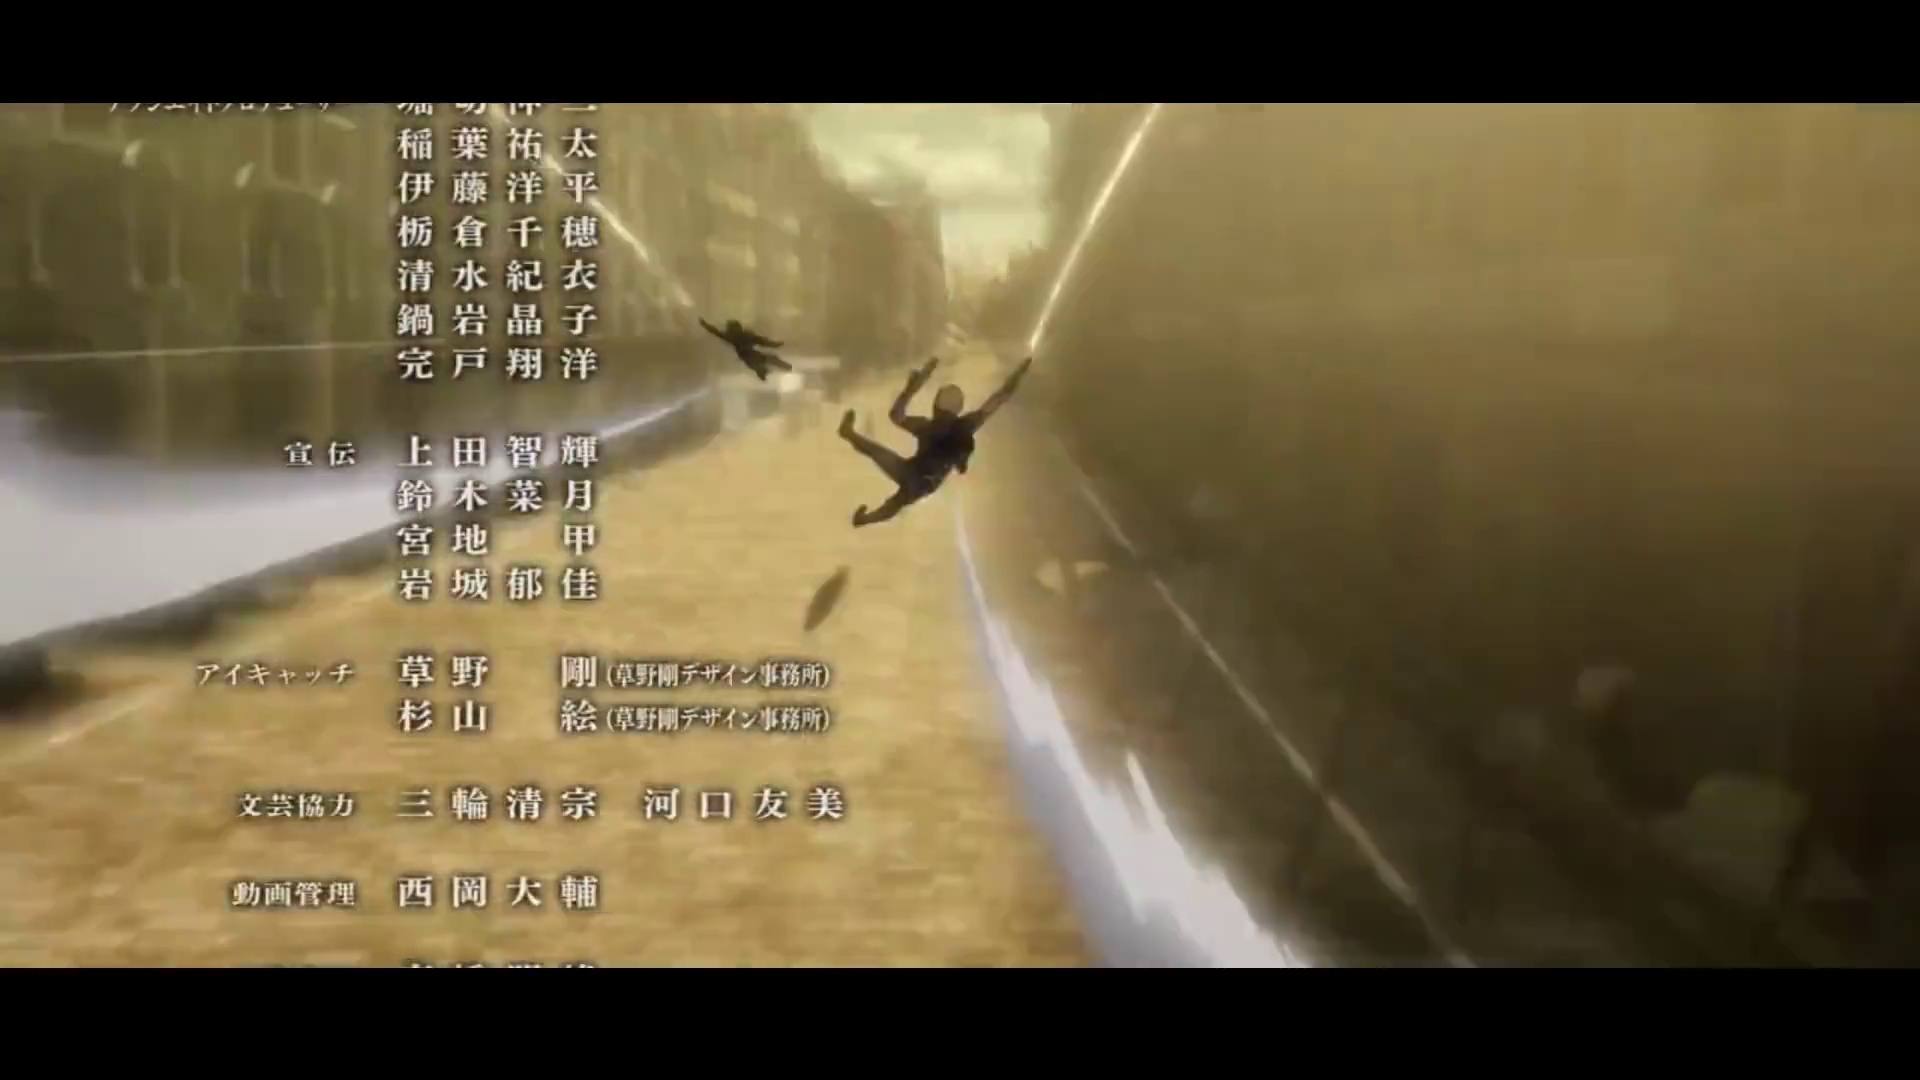 稲葉祐太
伊藤洋平
栃倉千穂
清水紀衣
鍋岩晶子
完戸翔洋
宣伝 上田智輝
鈴木菜月
宮地 甲
岩城郁佳
アイキャッチ 草野 剛(草野剛デザイン事務所)
杉山 絵(草野剛デザイン事務所)
文芸協力 三輪清宗 河口友美
動画管理 西岡大輔